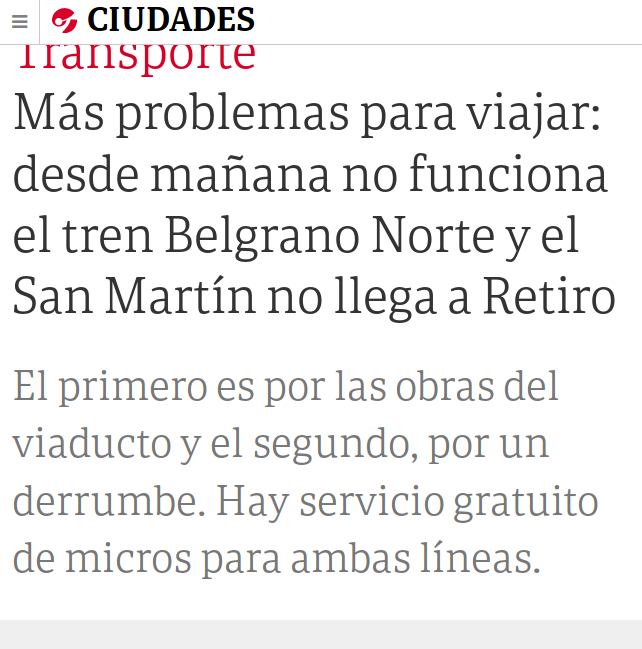 CIUDADES
Transporte
Más problemas para viajar:
desde mañana no funciona
el tren Belgrano Norte y el
San Martín no llega a Retiro
El primero es por las obras del
viaducto y el segundo, por un
derrumbe. Hay servicio gratuito
de micros para ambas líneas.